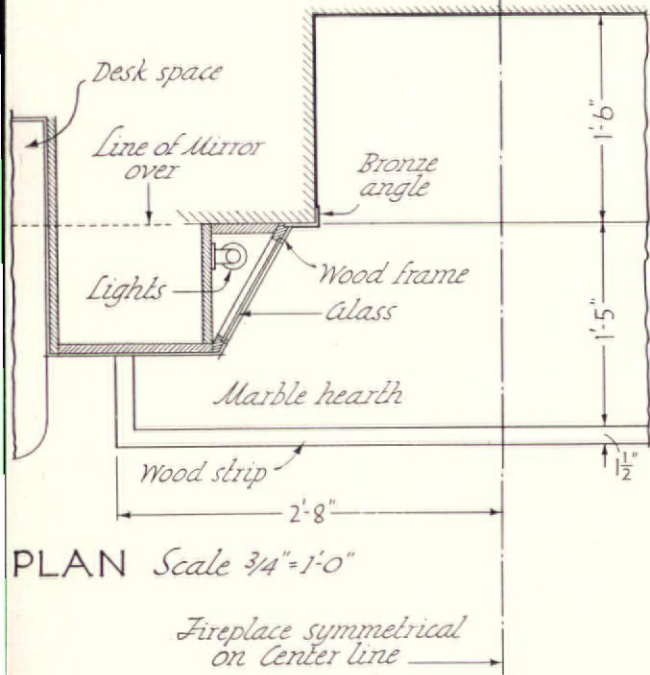 Desk space
Line of Mirror
over
Bronze
angle
1'-6"
Lights
Wood frame
Glass
1'-5"
Marble hearth
Wood strip
1 1/2"
2'-8"
PLAN Scale 3/4"=1'-0"
Fireplace symmetrical
on Center line